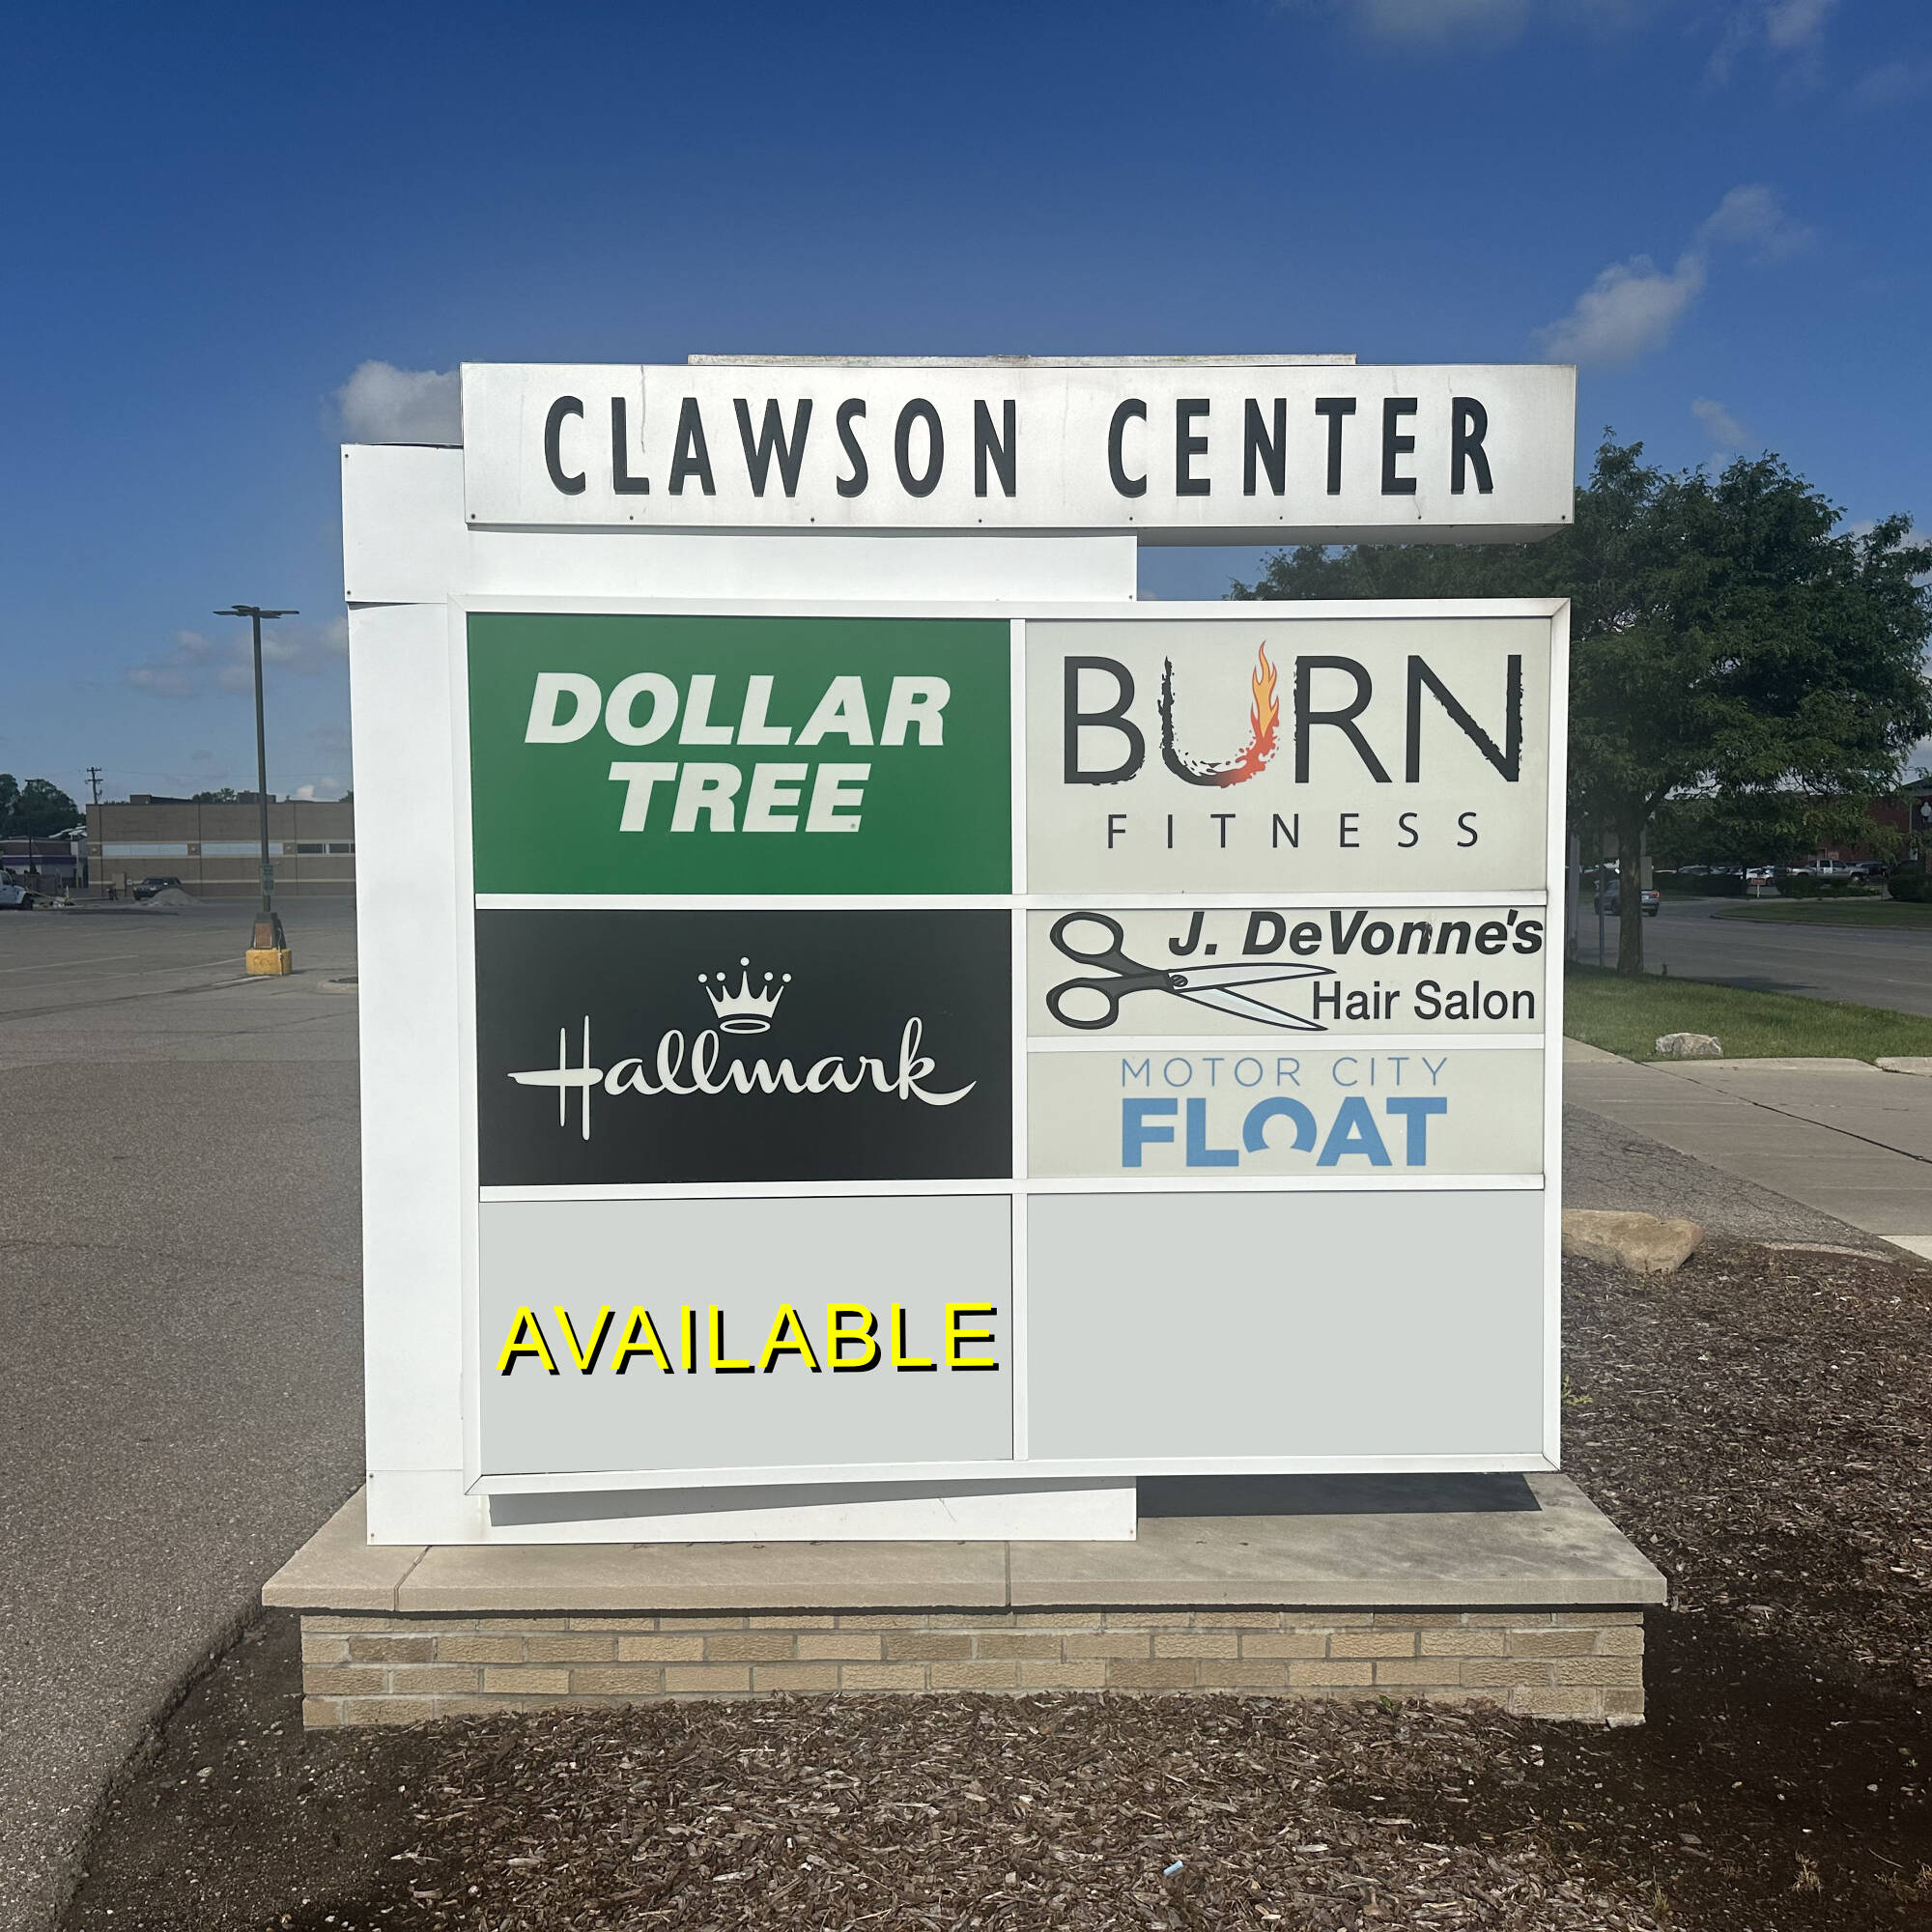 CLAWSON CENTER
DOLLAR
TREE
BURN
FITNESS
Hallmark
J. DeVonne's
Hair Salon
MOTOR CITY
FLOAT
AVAILABLE